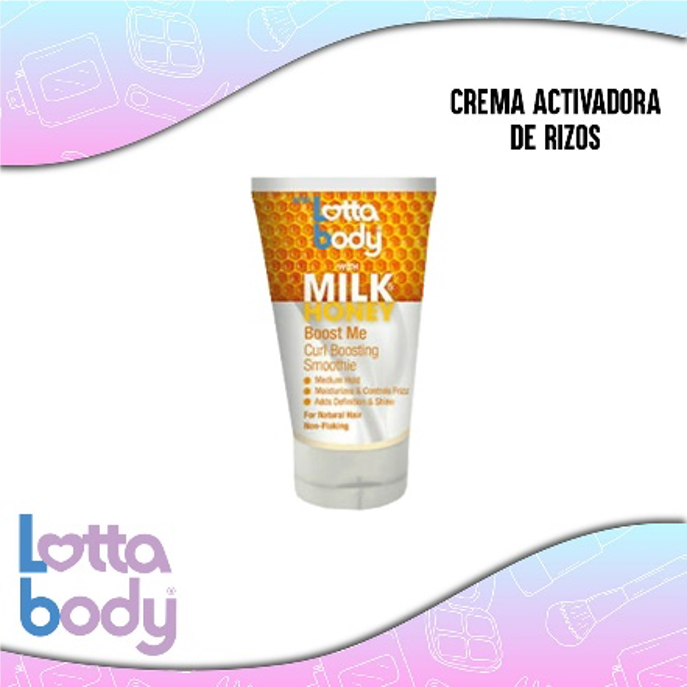 CREMA ACTIVADORA
DE RIZOS
Lotta
body
WITH
MILK &
HONEY
Boost Me
Curl Boosting
Smoothie
Medium Hold
Moisturizes & Controls Frizz
Adds Definition & Shine
For Natural Hair
Non-Flaking
Lotta
body®